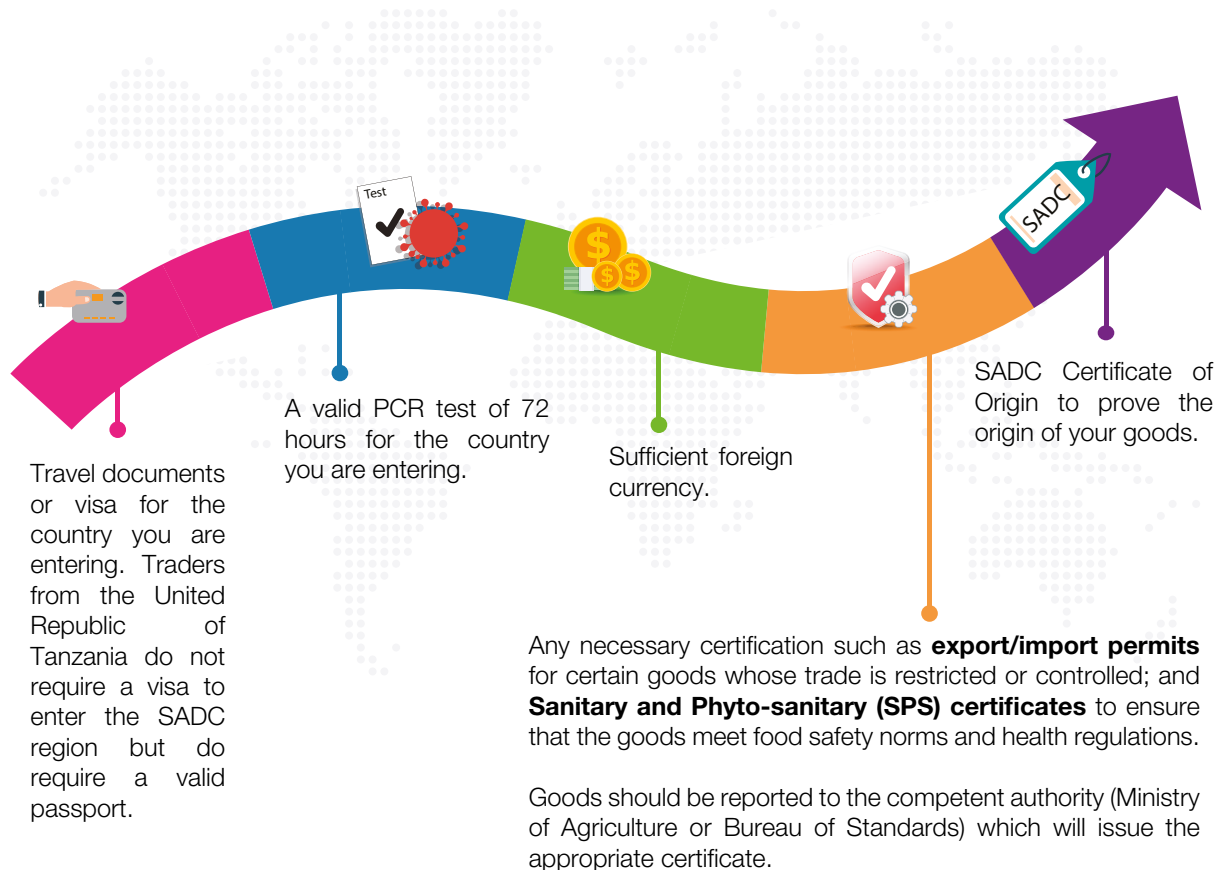 Test
SADC
Travel documents
or visa for the
country you are
entering. Traders
from the United
Republic of
Tanzania do not
require a visa to
enter the SADC
region but do
require a valid
passport.
A valid PCR test of 72
hours for the country
you are entering.
Sufficient foreign
currency.
Any necessary certification such as export/import permits
for certain goods whose trade is restricted or controlled; and
Sanitary and Phyto-sanitary (SPS) certificates to ensure
that the goods meet food safety norms and health regulations.
Goods should be reported to the competent authority (Ministry
of Agriculture or Bureau of Standards) which will issue the
appropriate certificate.
SADC Certificate of
Origin to prove the
origin of your goods.